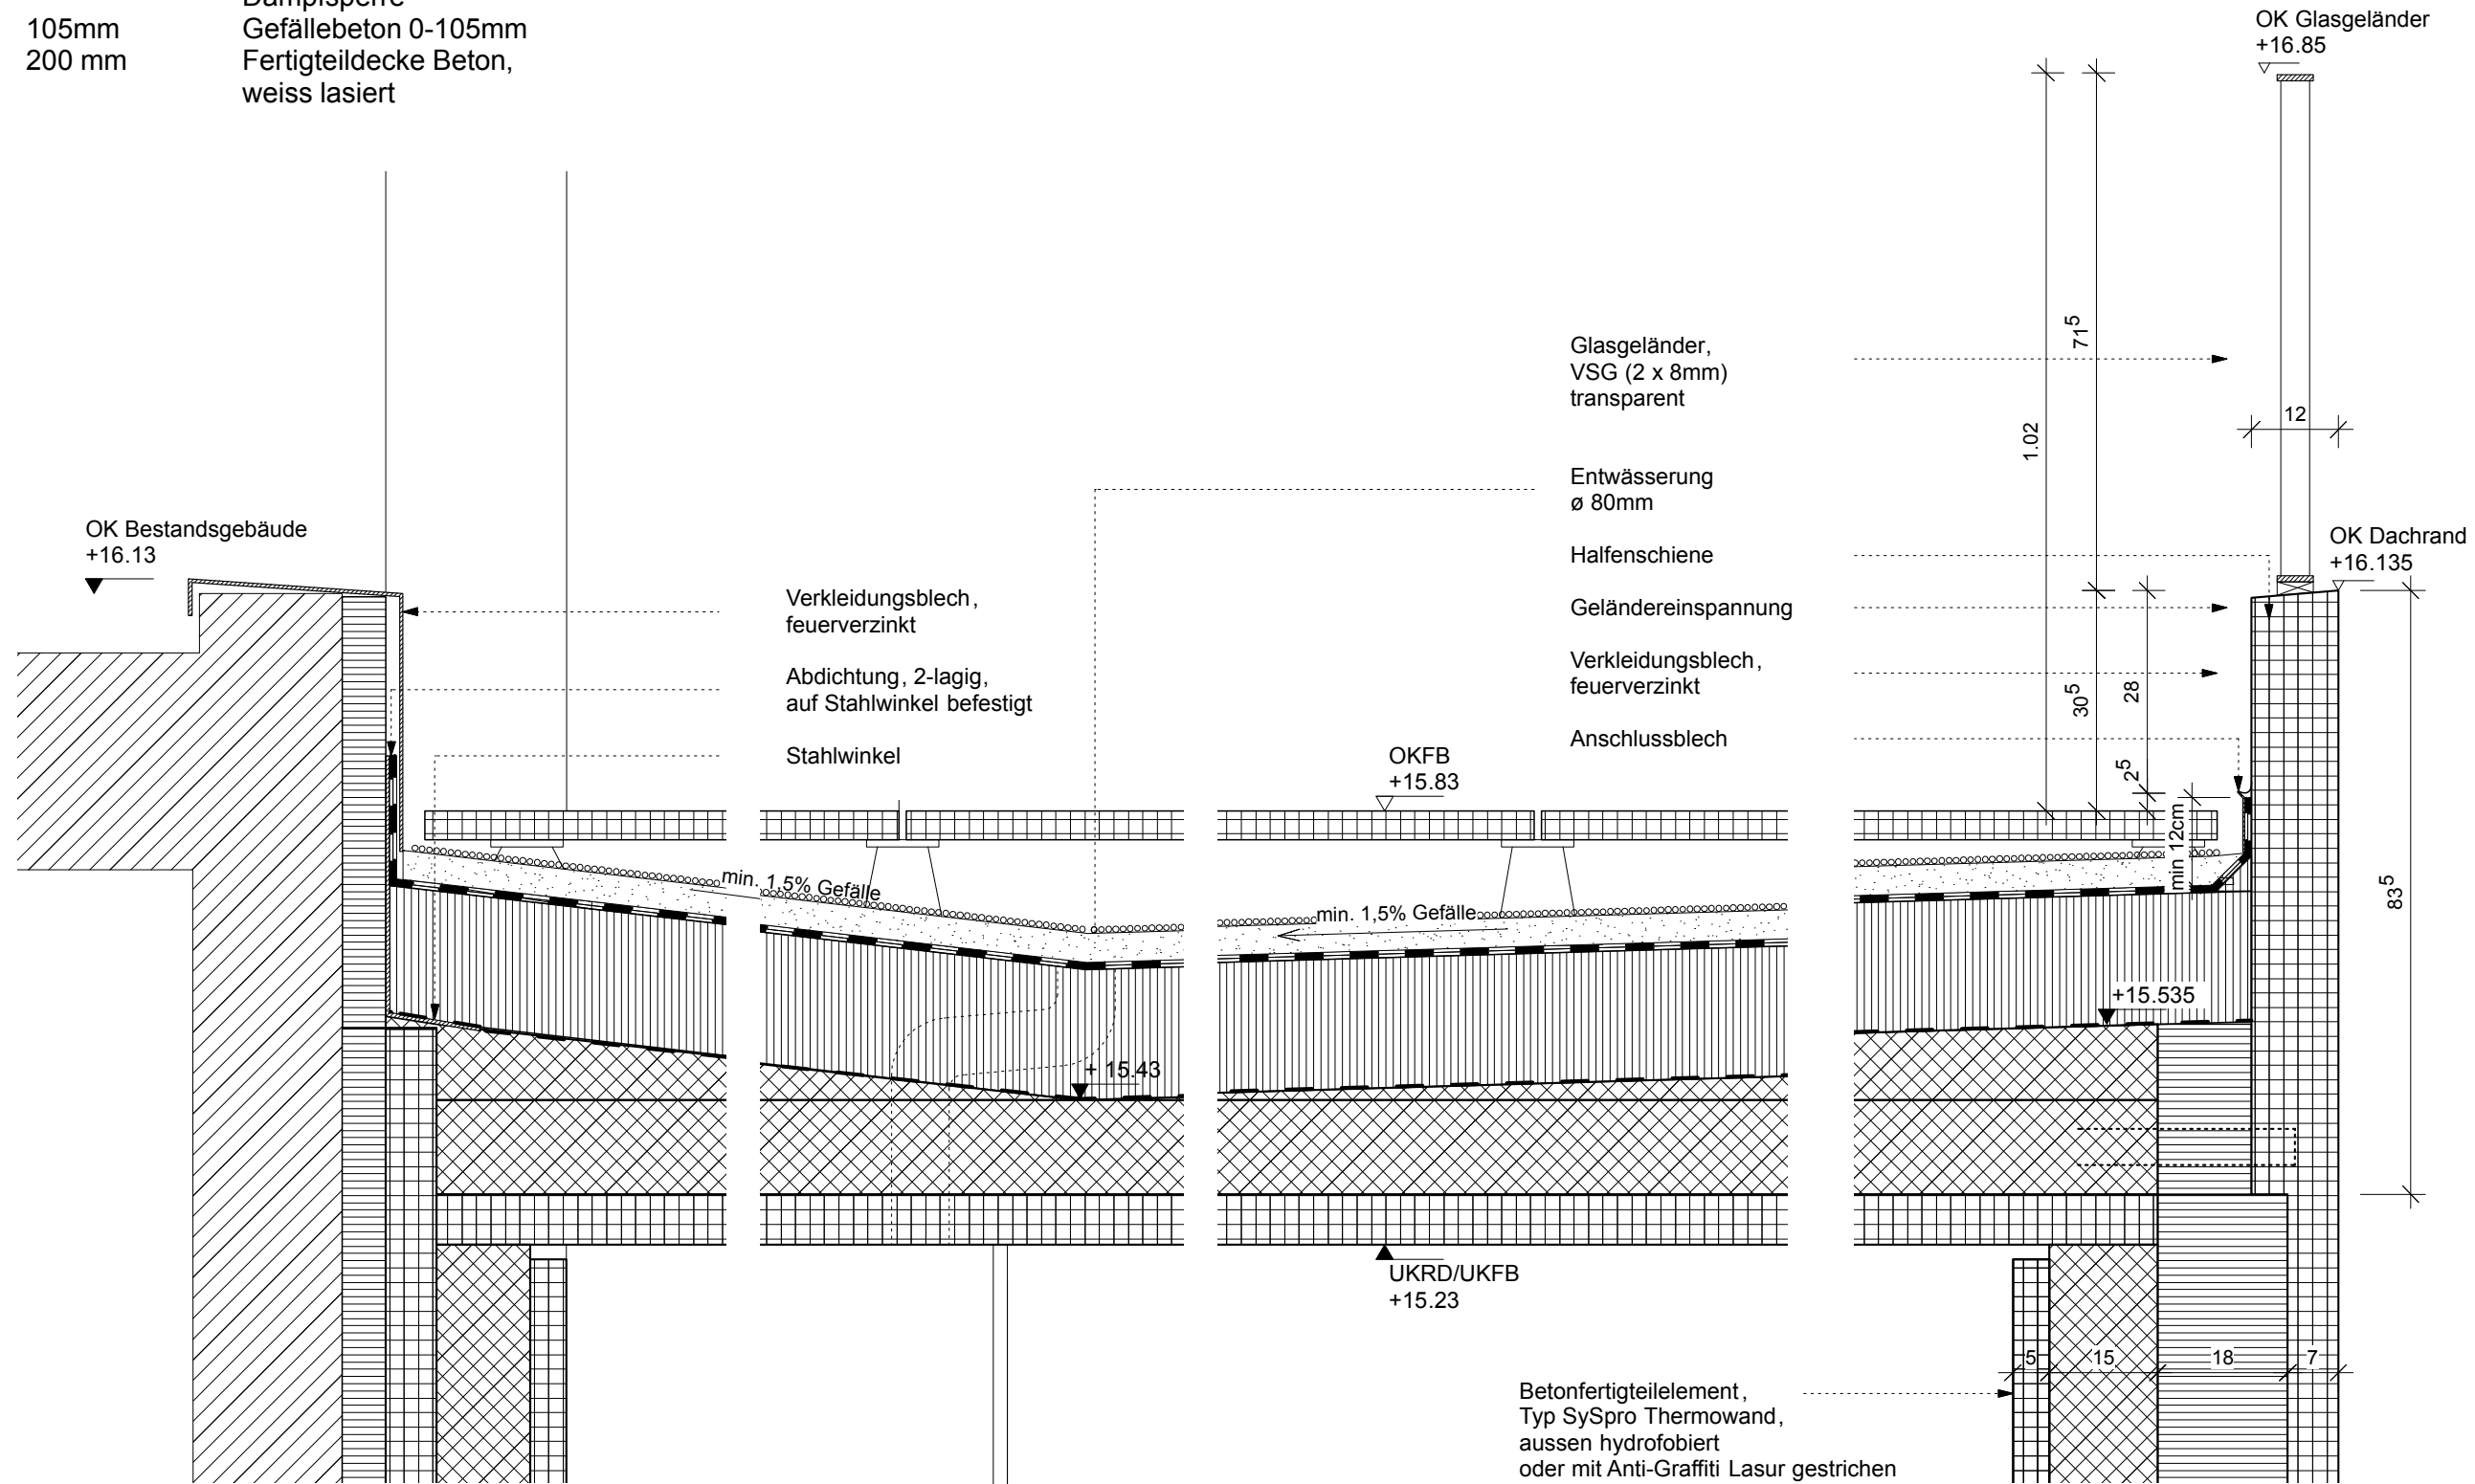 Dampfsperre
105mm Gefällebeton 0-105mm
200 mm Fertigteildecke Beton,
weiss lasiert
OK Glasgeländer
+16.85
71⁵
1.02
12
Glasgeländer,
VSG (2 x 8mm)
transparent
Entwässerung
ø 80mm
Halfenschiene
Geländereinspannung
Verkleidungsblech,
feuerverzinkt
Anschlussblech
OK Bestandsgebäude
+16.13
Verkleidungsblech,
feuerverzinkt
Abdichtung, 2-lagig,
auf Stahlwinkel befestigt
Stahlwinkel
OK Dachrand
+16.135
OKFB
+15.83
30⁵
28
2⁵
min 12cm
83⁵
min. 1,5% Gefälle
min. 1,5% Gefälle
+15.535
+ 15.43
UKRD/UKFB
+15.23
5
15
18
7
Betonfertigteilelement,
Typ SySpro Thermowand,
aussen hydrofobiert
oder mit Anti-Graffiti Lasur gestrichen